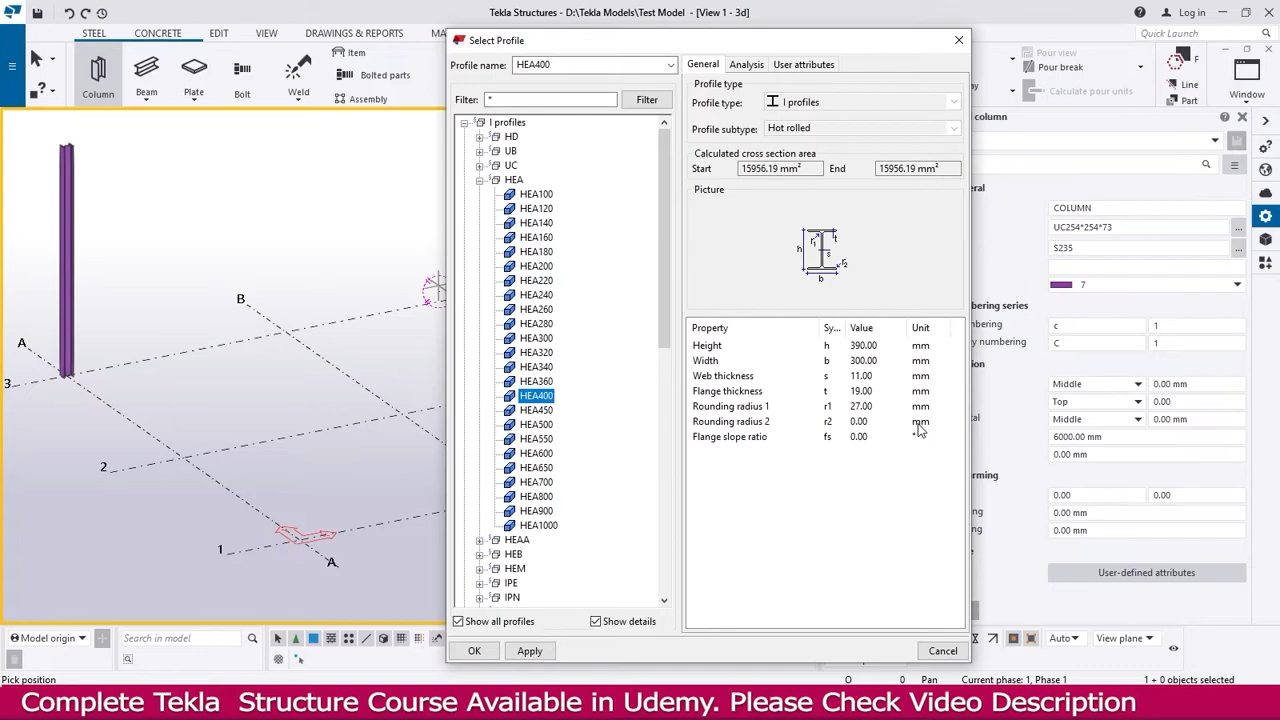 Tekla Structures - D:\Tekla Models\Test Model - [View 1 - 3d]
Log in
STEEL CONCRETE EDIT VIEW DRAWINGS & REPORTS MA
Quick Launch
Column
Beam
Plate
Bolt
Weld
Item
Bolted parts
Assembly
Pour view
Pour break
Calculate pour units
Line
Part
Window
Select Profile
Profile name: HEA400
Filter: * Filter
I profiles
HD
UB
UC
HEA
HEA100
HEA120
HEA140
HEA160
HEA180
HEA200
HEA220
HEA240
HEA260
HEA280
HEA300
HEA320
HEA340
HEA360
HEA400
HEA450
HEA500
HEA550
HEA600
HEA650
HEA700
HEA800
HEA900
HEA1000
HEAA
HEB
HEM
IPE
IPN
Show all profiles Show details
OK Apply Cancel
General Analysis User attributes
Profile type
Profile type: I profiles
Profile subtype: Hot rolled
Calculated cross section area
Start 15956.19 mm² End 15956.19 mm²
Picture
h
r1
t
s
r2
b
Property Sy... Value Unit
Height h 390.00 mm
Width b 300.00 mm
Web thickness s 11.00 mm
Flange thickness t 19.00 mm
Rounding radius 1 r1 27.00 mm
Rounding radius 2 r2 0.00 mm
Flange slope ratio fs 0.00
column
eral
COLUMN
UC254*254*73 ...
S235 ...
7
bering series
bering c 1
y numbering C 1
ion
Middle 0.00 mm
Top 0.00
tal Middle 0.00 mm
6000.00 mm
0.00 mm
orming
0.00 0.00
ng 0.00 mm
ng 0.00 mm
User-defined attributes
A
B
3
2
1
A
Model origin
Search in model
Auto
View plane
Pick position
O 0 Pan Current phase: 1, Phase 1 1 + 0 objects selected
Complete Tekla Structure Course Available in Udemy. Please Check Video Description